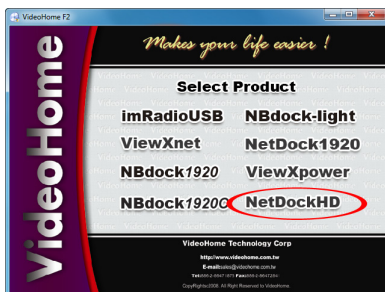 VideoHome F2
VideoHome
Makes your life easier !
Select Product
imRadioUSB NBdock-light
ViewXnet NetDock1920
NBdock1920 ViewXpower
NBdock1920C NetDockHD
VideoHome Technology Corp
http://www.videohome.com.tw
E-mail:sales@videohome.com.tw